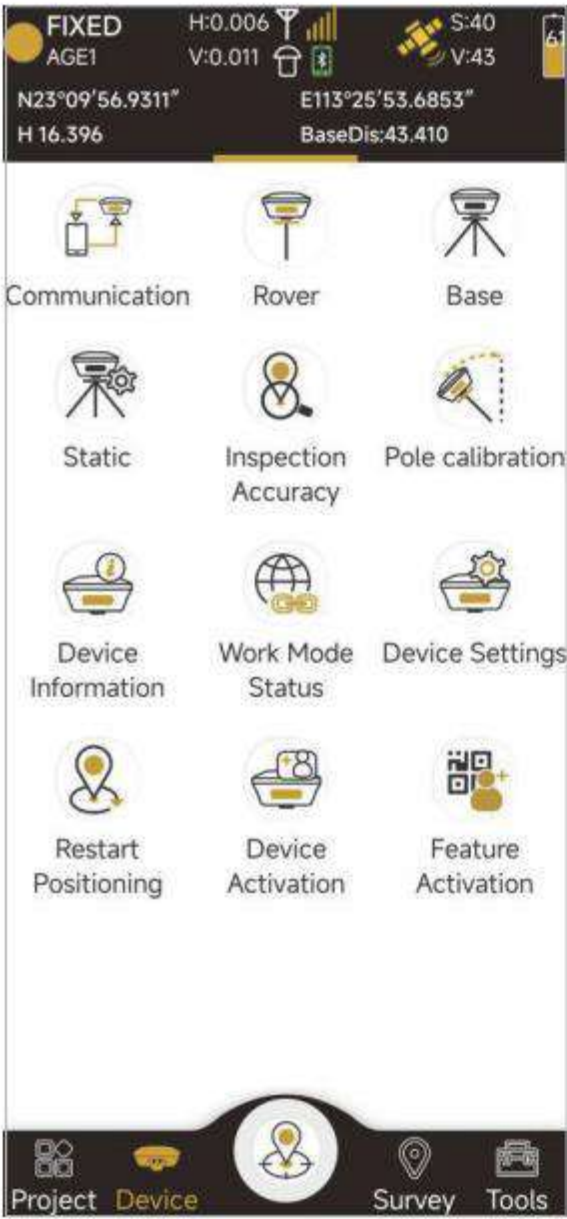 FIXED H:0.006 S:40
AGE1 V:0.011 V:43
61
N23°09′56.9311″ E113°25′53.6853″
H 16.396 BaseDis:43.410
Communication Rover Base
Static Inspection Pole calibration
Accuracy
Device Work Mode Device Settings
Information Status
Restart Device Feature
Positioning Activation Activation
Project Device Survey Tools